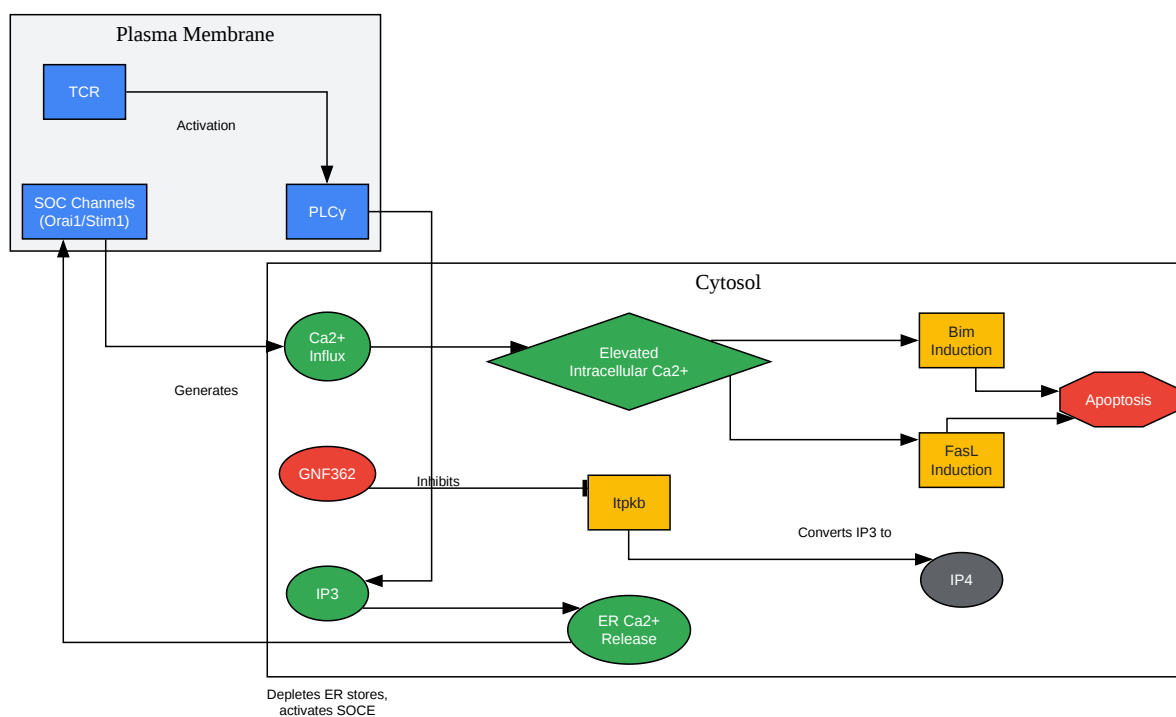 Plasma Membrane
TCR
Activation
SOC Channels
(Orai1/Stim1)
PLCγ
Cytosol
Ca2+
Influx
Elevated
Intracellular Ca2+
Bim
Induction
Generates
Apoptosis
FasL
Induction
GNF362
Inhibits
Itpkb
Converts IP3 to
IP3
IP4
ER Ca2+
Release
Depletes ER stores,
activates SOCE